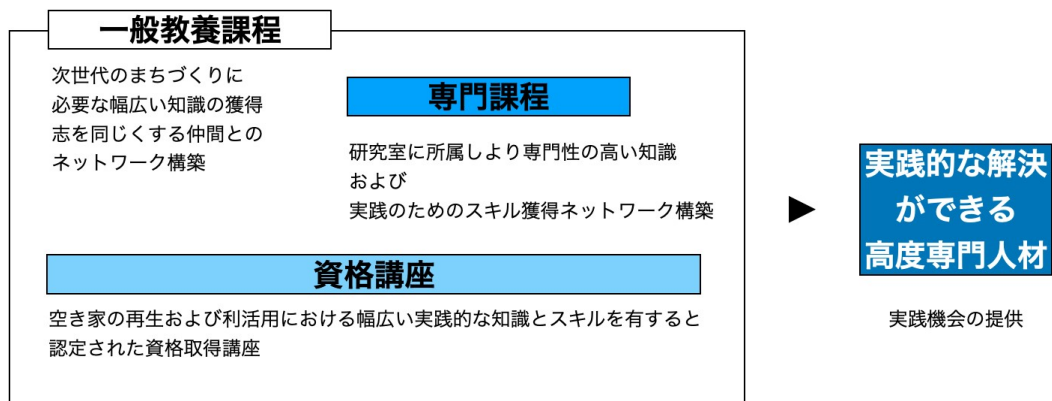 一般教養課程
次世代のまちづくりに
必要な幅広い知識の獲得
志を同じくする仲間との
ネットワーク構築
専門課程
研究室に所属しより専門性の高い知識
および
実践のためのスキル獲得ネットワーク構築
資格講座
空き家の再生および利活用における幅広い実践的な知識とスキルを有すると
認定された資格取得講座
実践的な解決
ができる
高度専門人材
実践機会の提供